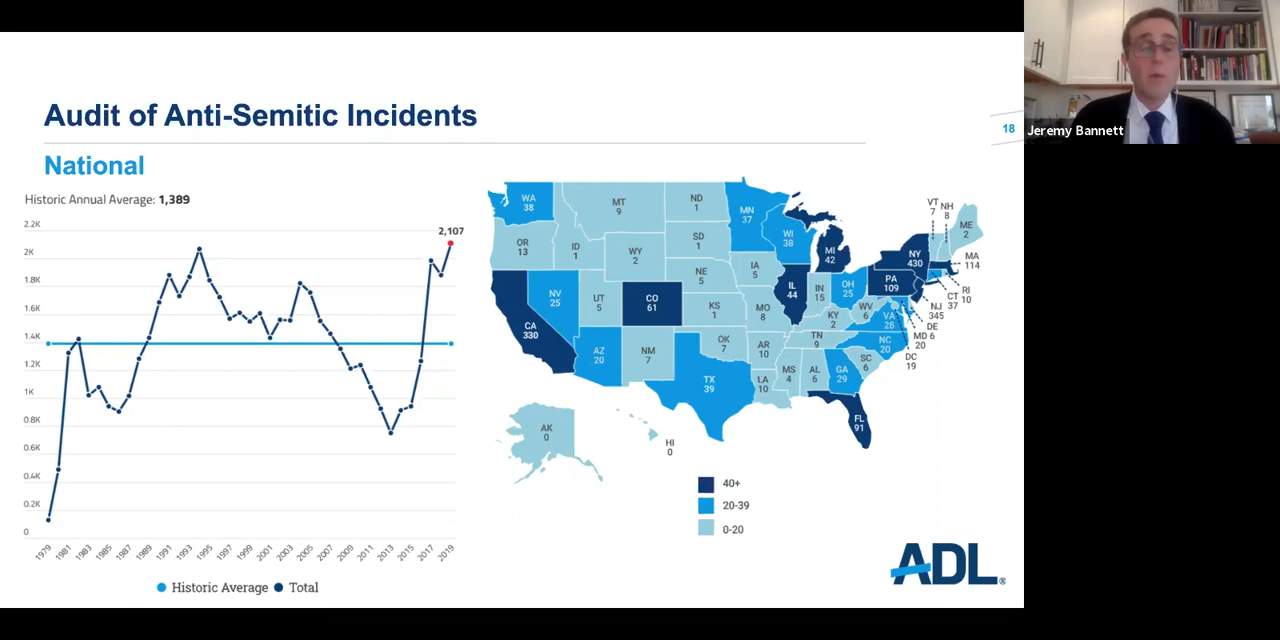 Audit of Anti-Semitic Incidents
18
Jeremy Bannett
National
Historic Annual Average: 1,389
2.2K
2K
1.8K
1.6K
1.4K
1.2K
1K
0.8K
0.6K
0.4K
0.2K
0
2,107
1979
1981
1983
1985
1987
1989
1991
1993
1995
1997
1999
2001
2003
2005
2007
2009
2011
2013
2015
2017
2019
Historic Average
Total
WA
38
MT
9
ND
1
MN
37
VT
7
NH
8
ME
2
OR
13
ID
1
WY
2
SD
1
WI
38
MI
42
NY
430
MA
114
NV
25
UT
5
CO
61
NE
5
IA
5
IL
44
IN
15
OH
25
PA
109
RI
10
CT
37
NJ
345
CA
330
KS
1
MO
8
KY
2
WV
6
VA
28
DE
6
MD
20
DC
19
AZ
20
NM
7
OK
7
AR
10
TN
9
NC
20
SC
6
TX
39
LA
10
MS
4
AL
6
GA
29
FL
91
AK
0
HI
0
40+
20-39
0-20
ADL®